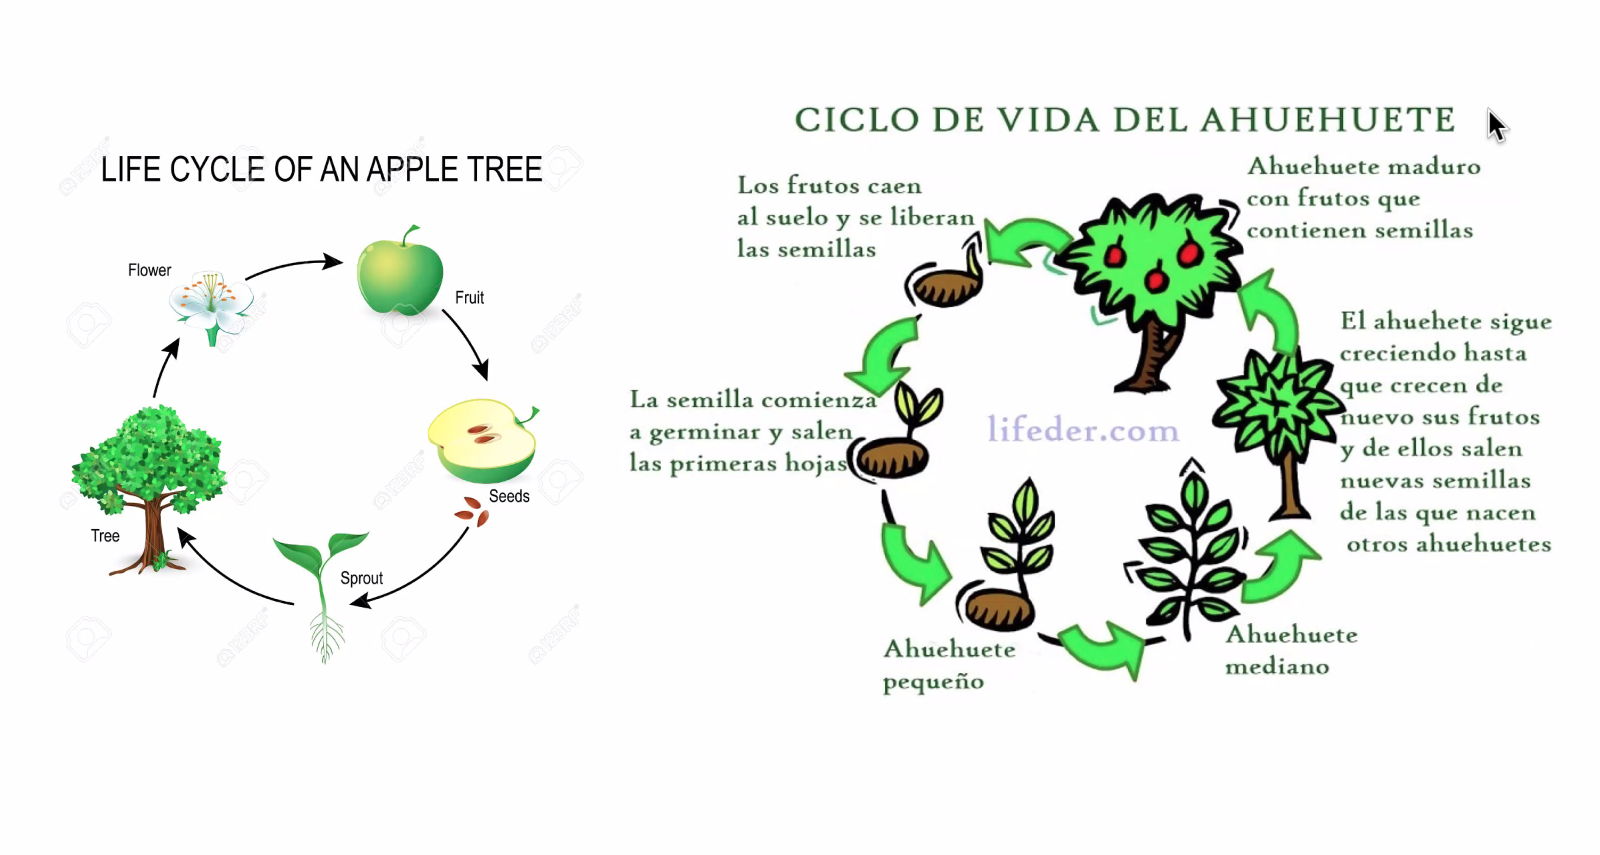 LIFE CYCLE OF AN APPLE TREE
Flower
Fruit
Seeds
Sprout
Tree
CICLO DE VIDA DEL AHUEHUETE
Ahuehuete maduro
con frutos que
contienen semillas
Los frutos caen
al suelo y se liberan
las semillas
La semilla comienza
a germinar y salen
las primeras hojas
Ahuehuete
pequeño
Ahuehuete
mediano
El ahuehete sigue
creciendo hasta
que crecen de
nuevo sus frutos
y de ellos salen
nuevas semillas
de las que nacen
otros ahuehuetes
lifeder.com